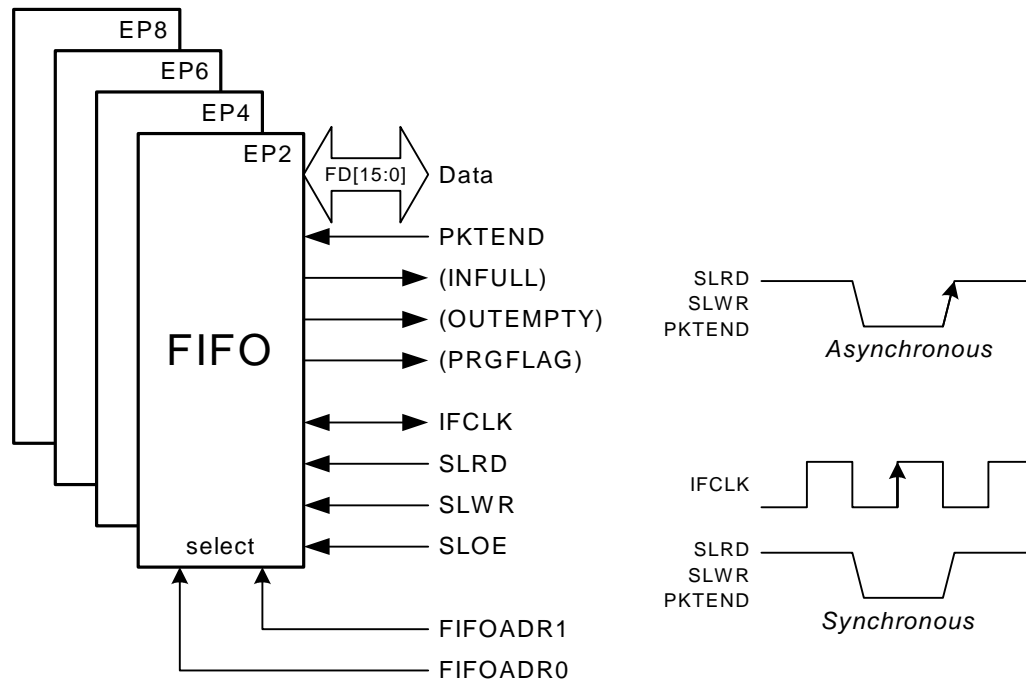 EP8
EP6
EP4
EP2
FD[15:0]
Data
PKTEND
(INFULL)
(OUTEMPTY)
(PRGFLAG)
FIFO
IFCLK
SLRD
SLWR
SLOE
select
FIFOADR1
FIFOADR0
SLRD
SLWR
PKTEND
Asynchronous
IFCLK
SLRD
SLWR
PKTEND
Synchronous